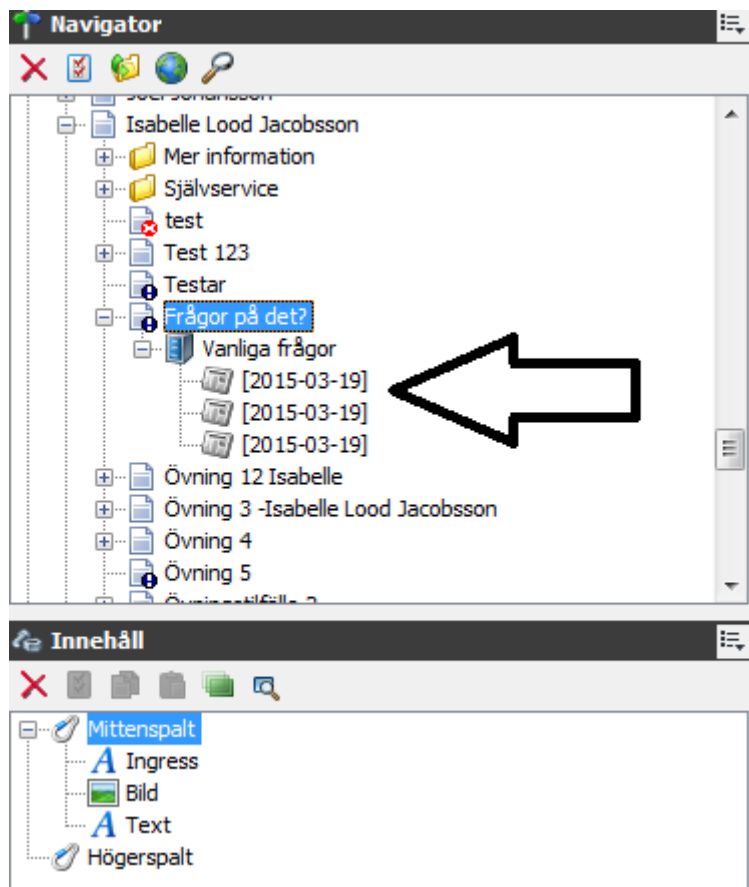 Navigator
Isabelle Lood Jacobsson
Mer information
Självservice
test
Test 123
Testar
Frågor på det?
Vanliga frågor
[2015-03-19]
[2015-03-19]
[2015-03-19]
Övning 12 Isabelle
Övning 3 -Isabelle Lood Jacobsson
Övning 4
Övning 5
Innehåll
Mittenspalt
Ingress
Bild
Text
Högerspalt